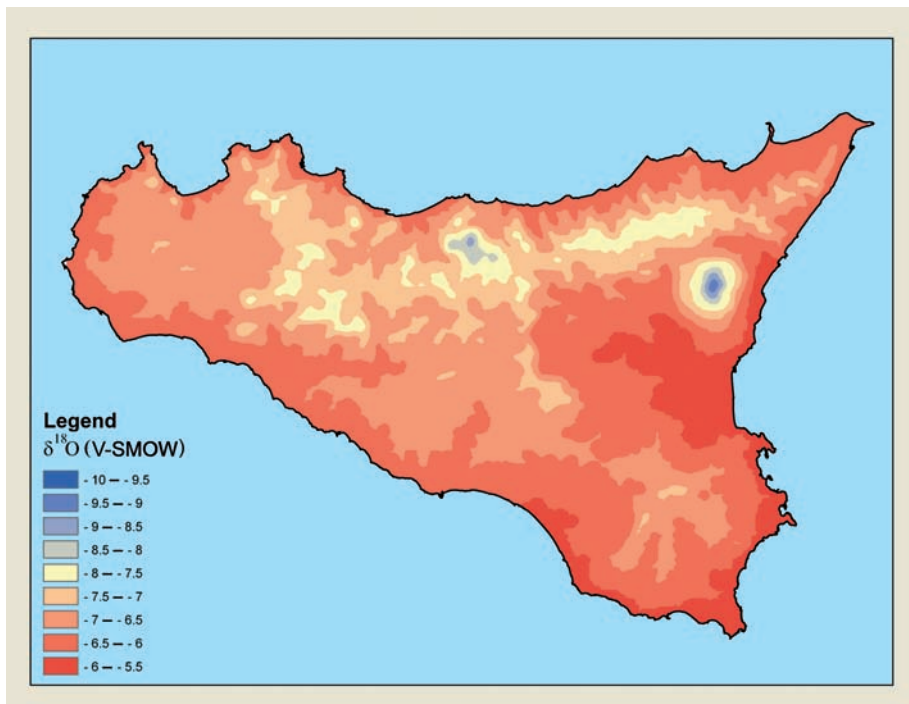 Legend
δ¹⁸O (V-SMOW)
- 10 — - 9.5
- 9.5 — - 9
- 9 — - 8.5
- 8.5 — - 8
- 8 — - 7.5
- 7.5 — - 7
- 7 — - 6.5
- 6.5 — - 6
- 6 — - 5.5